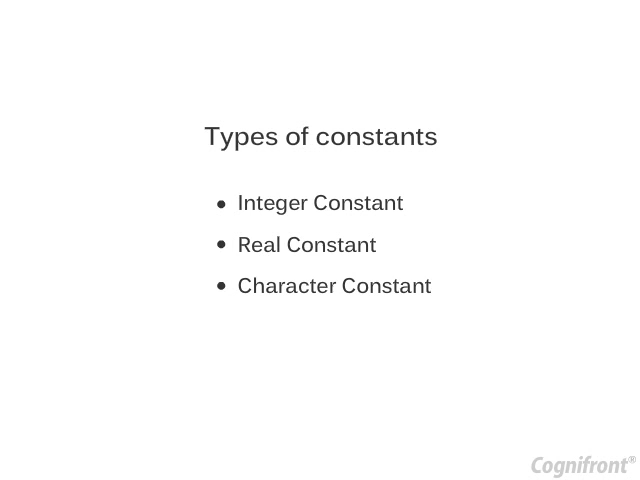 Types of constants
• Integer Constant
• Real Constant
• Character Constant
Cognifront®